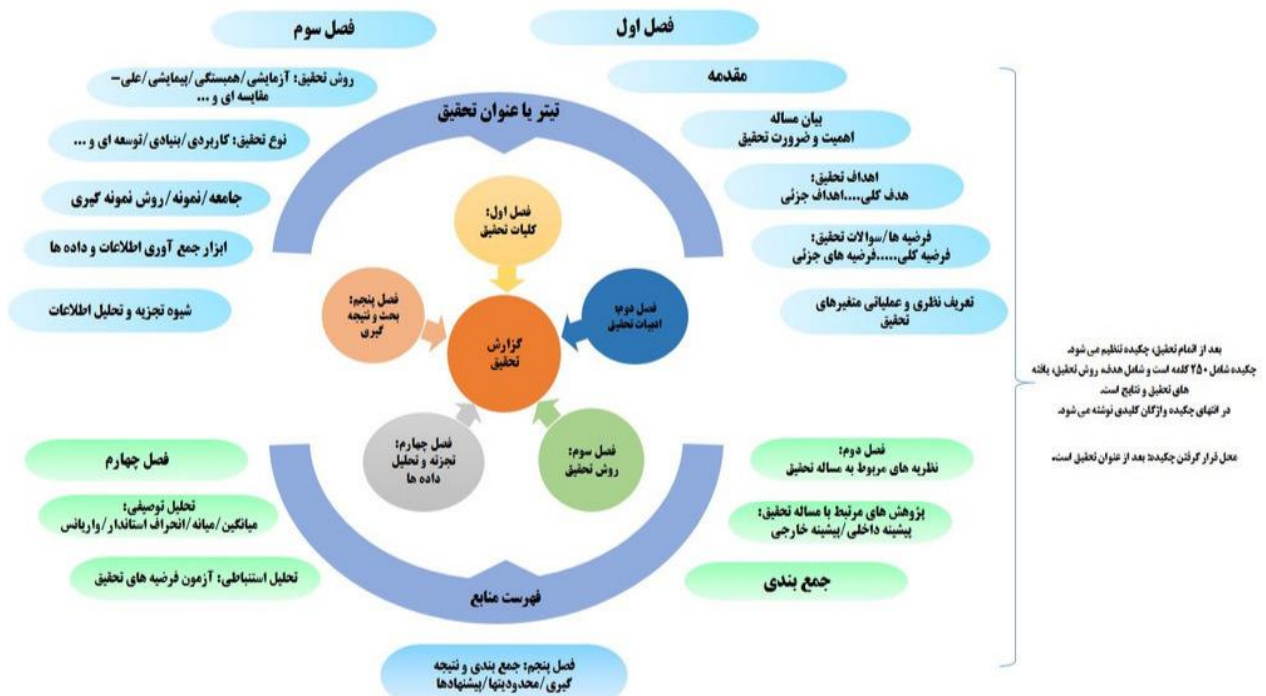 فصل اول
مقدمه
بیان مساله
اهمیت و ضرورت تحقیق
اهداف تحقیق:
هدف کلی....اهداف جزئی
فرضیه ها/سوالات تحقیق:
فرضیه کلی.....فرضیه های جزئی
تعریف نظری و عملیاتی متغیرهای
تحقیق
فصل سوم
روش تحقیق: آزمایشی/همبستگی/پیمایشی/علی-
مقایسه ای و ...
نوع تحقیق: کاربردی/بنیادی/توسعه ای و ...
جامعه/نمونه/روش نمونه گیری
ابزار جمع آوری اطلاعات و داده ها
شیوه تجزیه و تحلیل اطلاعات
تیتر یا عنوان تحقیق
فصل اول:
کلیات تحقیق
فصل دوم:
ادبیات تحقیق
فصل سوم:
روش تحقیق
فصل چهارم:
تجزئه و تحلیل
داده ها
فصل پنجم:
بحث و نتیجه
گیری
گزارش
تحقیق
فصل دوم:
نظریه های مربوط به مساله تحقیق
پژوهش های مرتبط با مساله تحقیق:
پیشینه داخلی/پیشینه خارجی
جمع بندی
فصل چهارم
تحلیل توصیفی:
میانگین/میانه/انحراف استاندار/واریانس
تحلیل استنباطی: آزمون فرضیه های تحقیق
فهرست منابع
فصل پنجم: جمع بندی و نتیجه
گیری/محدودیتها/پیشنهادها
بعد از اتمام تحقیق، چکیده تنظیم می شود.
چکیده شامل ۲۵۰ کلمه است و شامل هدف، روش تحقیق، یافته
های تحقیق و نتایج است.
در انتهای چکیده واژگان کلیدی نوشته می شود.
محل قرار گرفتن چکیده: بعد از عنوان تحقیق است.